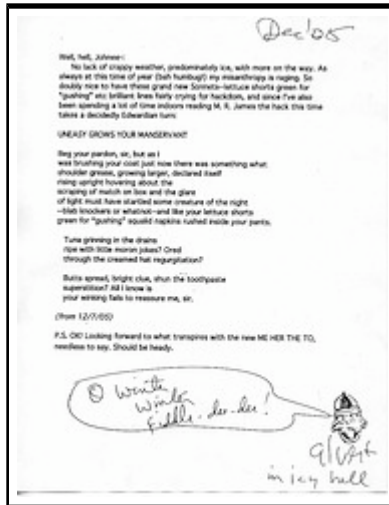 Dec '05
Well, hell, Johnee-:
No lack of crappy weather, predominately ice, with more on the way. As
always at this time of year (bah humbug!) my misanthropy is raging. So
doubly nice to have these grand new Sonnets-lettuce shorts green for
"gushing" etc brilliant lines fairly crying for hackdom, and since I've also
been spending a lot of time indoors reading M. R. James the hack this time
takes a decidedly Edwardian turn:
UNEASY GROWS YOUR MANSERVANT
Beg your pardon, sir, but as I
was brushing your coat just now there was something what
shoulder grease, growing larger, declared itself
rising upright hovering about the
scraping of match on box and the glare
of light must have startled some creature of the night
—blab knockers or whatnot—and like your lettuce shorts
green for "gushing" squalid napkins rushed inside your pants.
Tuna grinning in the drains
ripe with little moron jokes? Or
through the creamed hat regurgitation?
Butts spread, bright clue, shun the toothpaste
superstition? All I know is
your winking fails to reassure me, sir.
(from 12/7/05)
P.S. OK! Looking forward to what transpires with the new ME HER THE TO,
needless to say. Should be heady.
O Winter
Winter
Fiddle-dee-dee!
in icy hell